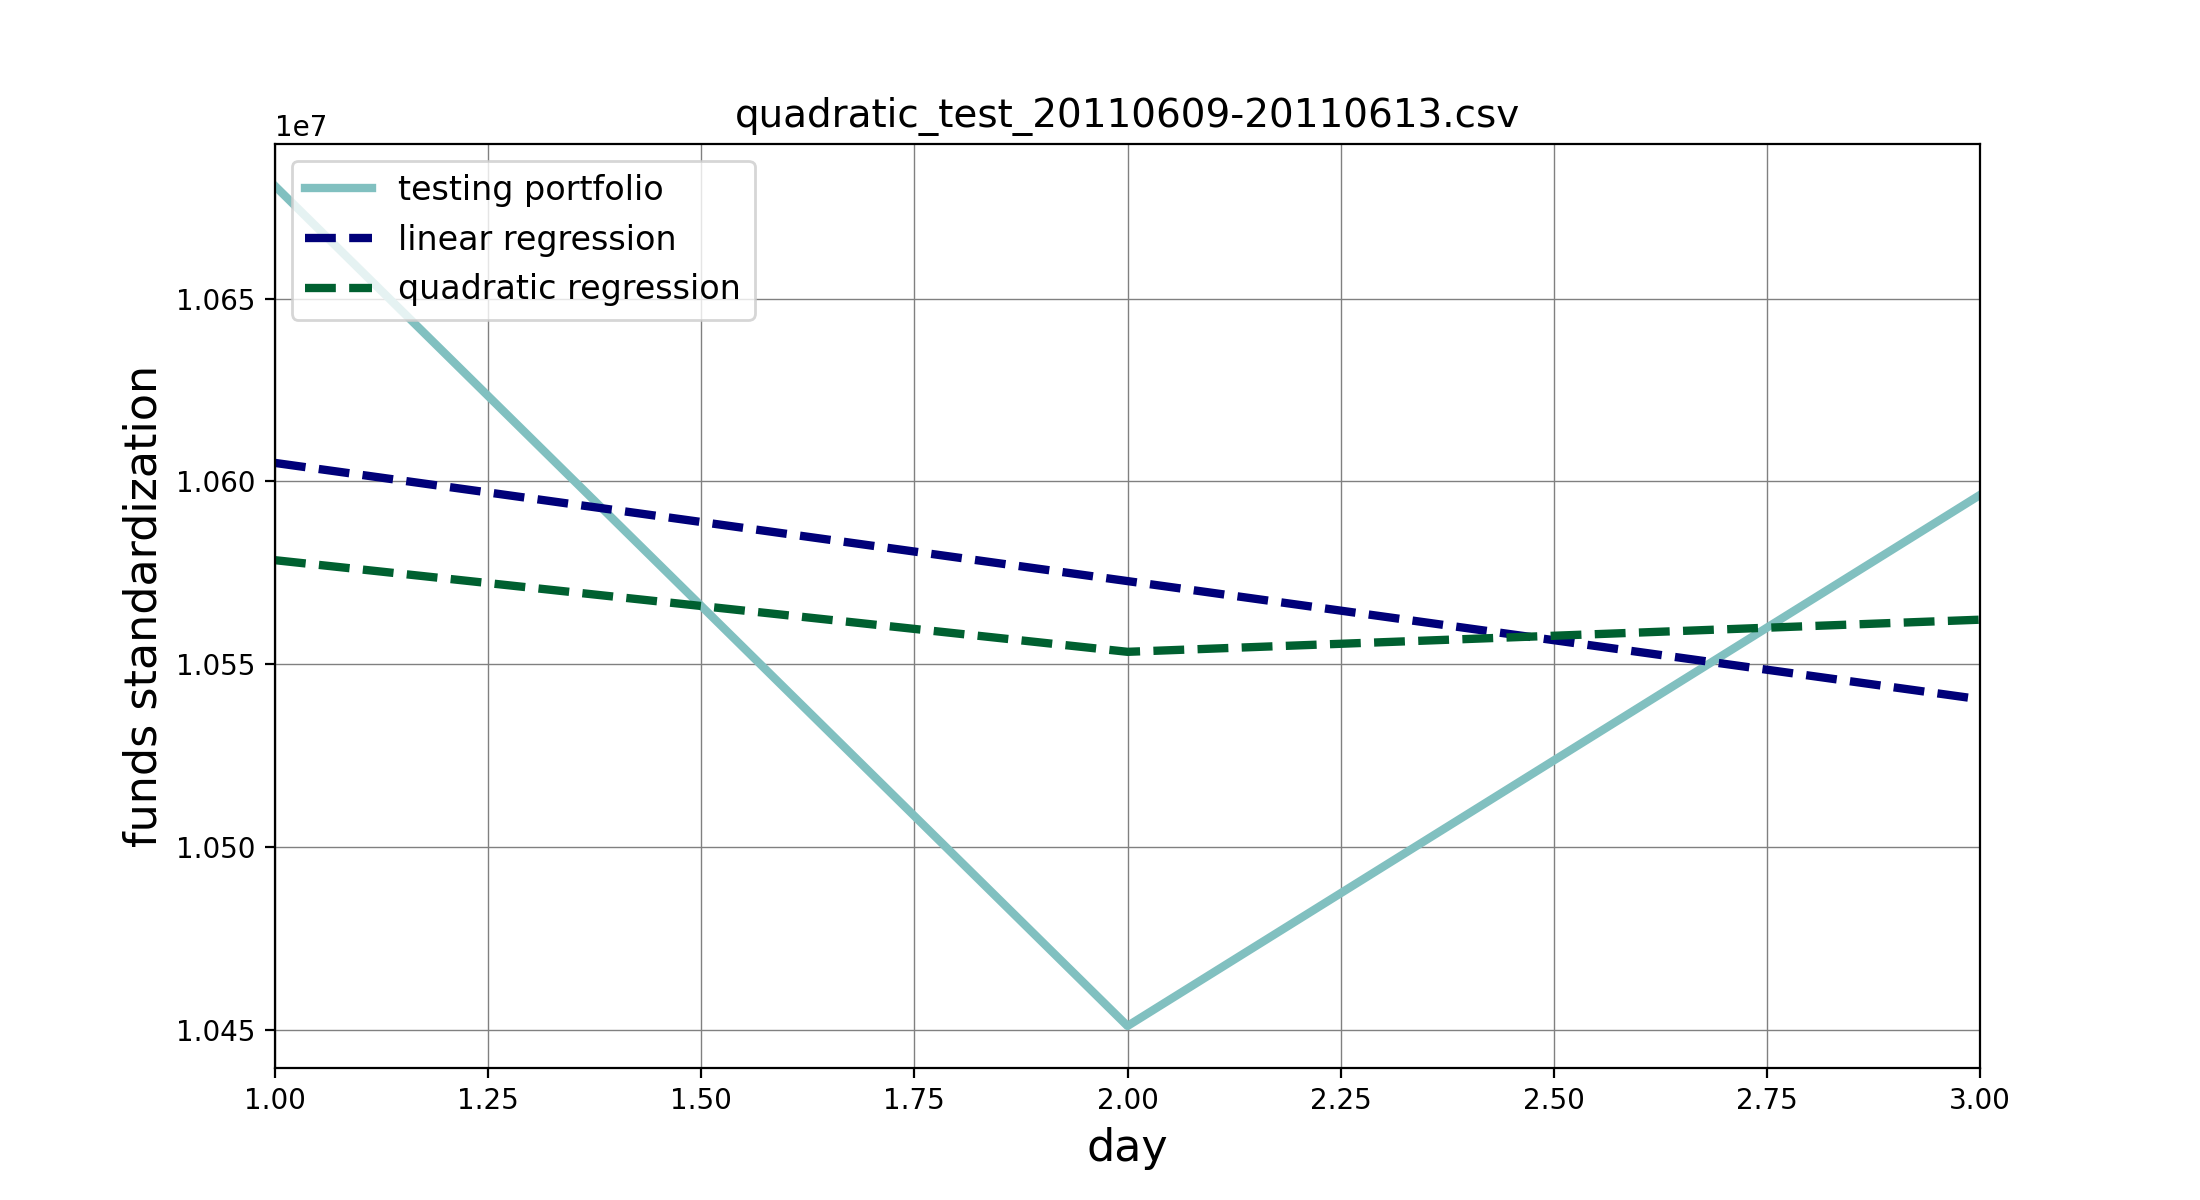 quadratic_test_20110609-20110613.csv
1e7
testing portfolio
linear regression
quadratic regression
1.065
1.060
1.055
1.050
1.045
funds standardization
1.00 1.25 1.50 1.75 2.00 2.25 2.50 2.75 3.00
day